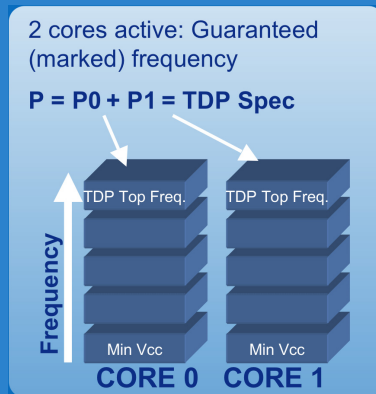 2 cores active: Guaranteed
(marked) frequency
P = P0 + P1 = TDP Spec
TDP Top Freq.
TDP Top Freq.
Frequency
Min Vcc
Min Vcc
CORE 0
CORE 1